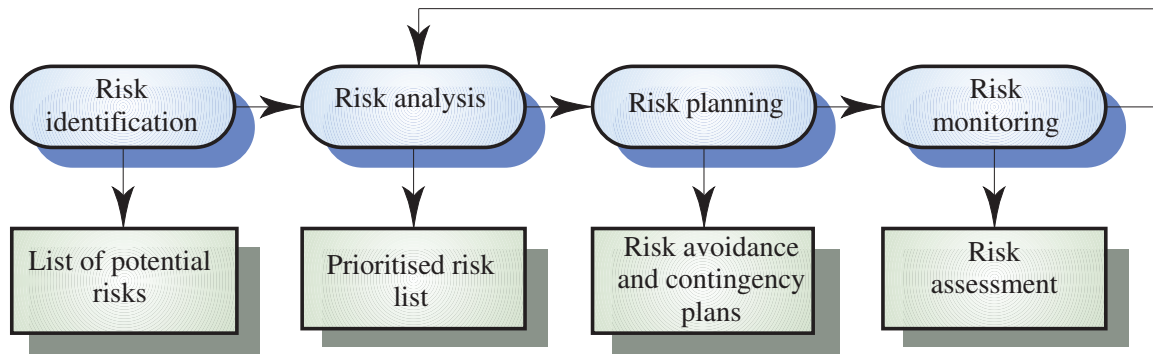 Risk
identification
Risk analysis
Risk planning
Risk
monitoring
List of potential
risks
Prioritised risk
list
Risk avoidance
and contingency
plans
Risk
assessment